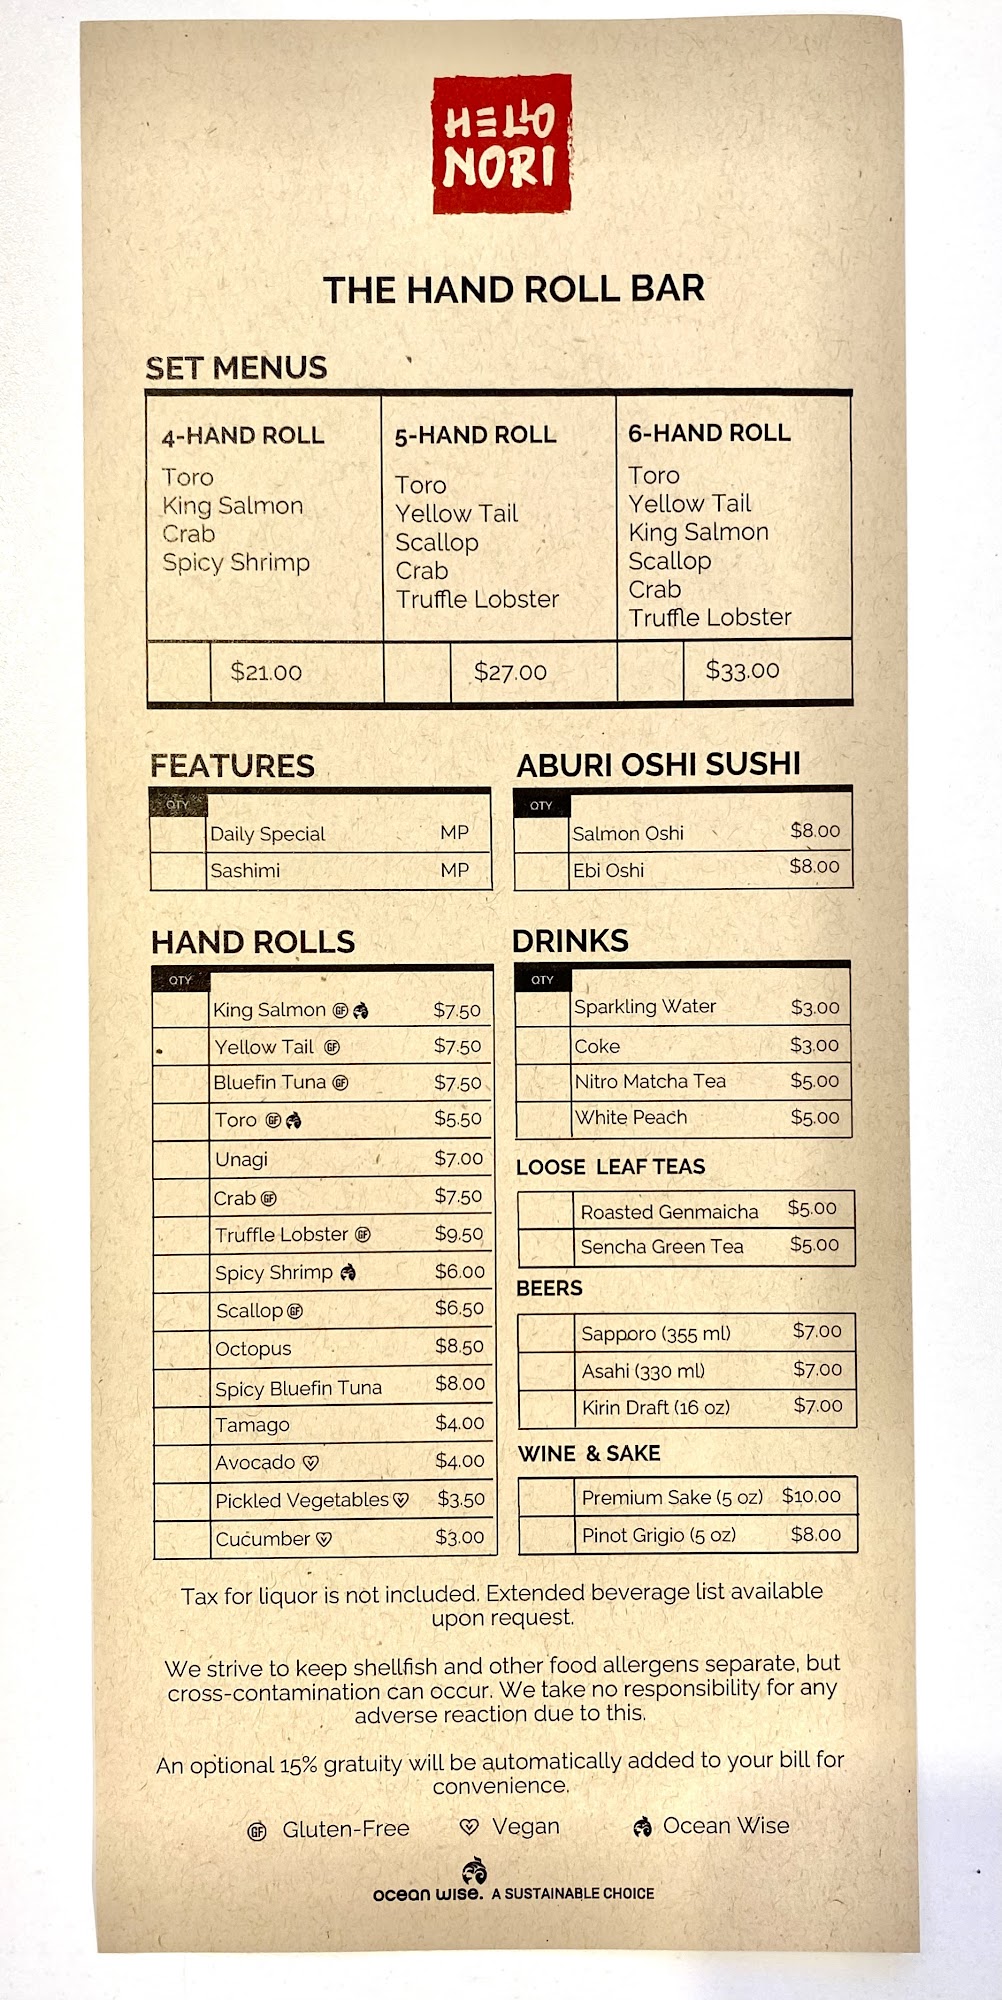 HELLO
NORI
THE HAND ROLL BAR
SET MENUS
4-HAND ROLL
Toro
King Salmon
Crab
Spicy Shrimp
$21.00
5-HAND ROLL
Toro
Yellow Tail
Scallop
Crab
Truffle Lobster
$27.00
6-HAND ROLL
Toro
Yellow Tail
King Salmon
Scallop
Crab
Truffle Lobster
$33.00
FEATURES
QTY
Daily Special MP
Sashimi MP
ABURI OSHI SUSHI
QTY
Salmon Oshi $8.00
Ebi Oshi $8.00
HAND ROLLS
QTY
King Salmon GF $7.50
Yellow Tail GF $7.50
Bluefin Tuna GF $7.50
Toro GF $5.50
Unagi $7.00
Crab GF $7.50
Truffle Lobster GF $9.50
Spicy Shrimp $6.00
Scallop GF $6.50
Octopus $8.50
Spicy Bluefin Tuna $8.00
Tamago $4.00
Avocado V $4.00
Pickled Vegetables V $3.50
Cucumber V $3.00
DRINKS
QTY
Sparkling Water $3.00
Coke $3.00
Nitro Matcha Tea $5.00
White Peach $5.00
LOOSE LEAF TEAS
Roasted Genmaicha $5.00
Sencha Green Tea $5.00
BEERS
Sapporo (355 ml) $7.00
Asahi (330 ml) $7.00
Kirin Draft (16 oz) $7.00
WINE & SAKE
Premium Sake (5 oz) $10.00
Pinot Grigio (5 oz) $8.00
Tax for liquor is not included. Extended beverage list available
upon request.
We strive to keep shellfish and other food allergens separate, but
cross-contamination can occur. We take no responsibility for any
adverse reaction due to this.
An optional 15% gratuity will be automatically added to your bill for
convenience.
GF Gluten-Free V Vegan Ocean Wise
ocean wise. A SUSTAINABLE CHOICE